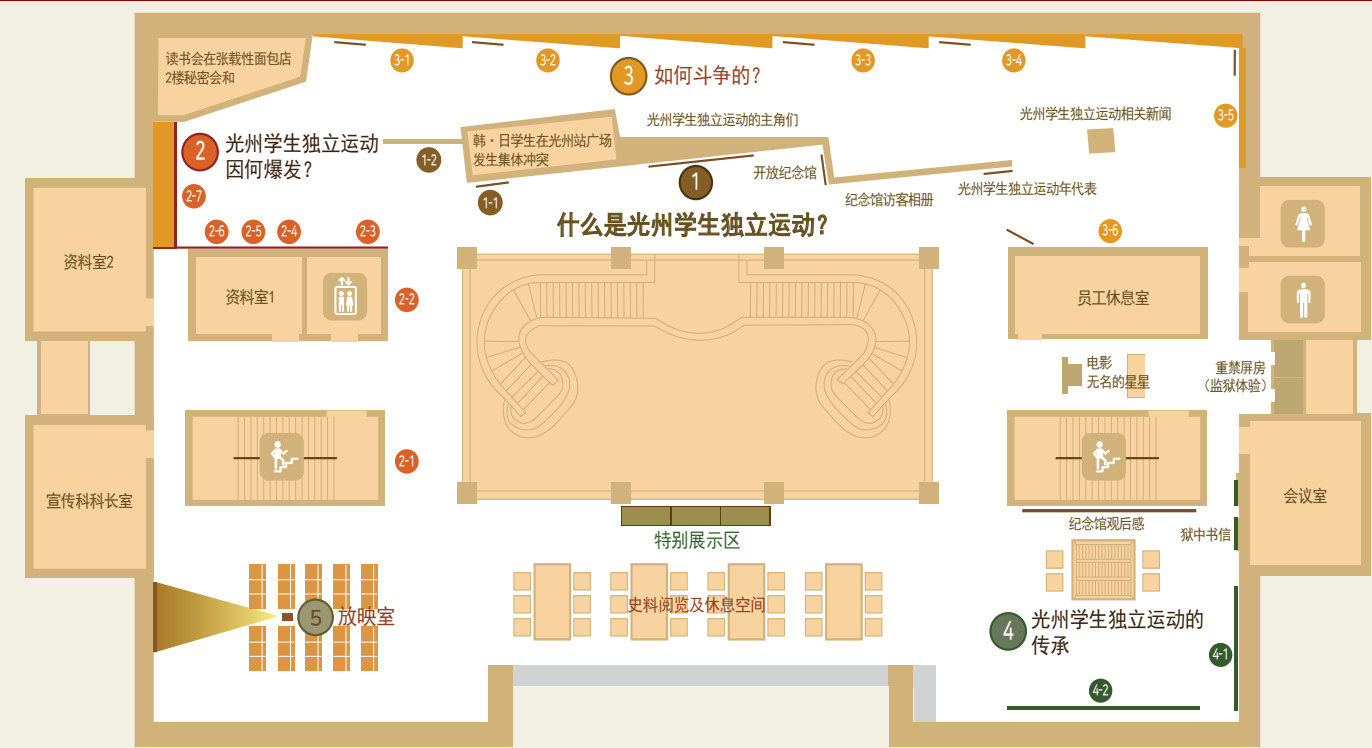 读书会在张载性面包店
2楼秘密会和
3-1
3-2
3
如何斗争的?
3-3
3-4
3-5
2
光州学生独立运动
因何爆发?
1-2
韩·日学生在光州站广场
发生集体冲突
光州学生独立运动的主角们
光州学生独立运动相关新闻
2-7
1-1
1
开放纪念馆
纪念馆访客相册
光州学生独立运动年代表
什么是光州学生独立运动?
2-6
2-5
2-4
2-3
3-6
资料室2
资料室1
2-2
员工休息室
电影
无名的星星
重禁屏房
(监狱体验)
2-1
宣传科科长室
会议室
纪念馆观后感
狱中书信
特别展示区
5
放映室
史料阅览及休息空间
4
光州学生独立运动的
传承
4-1
4-2